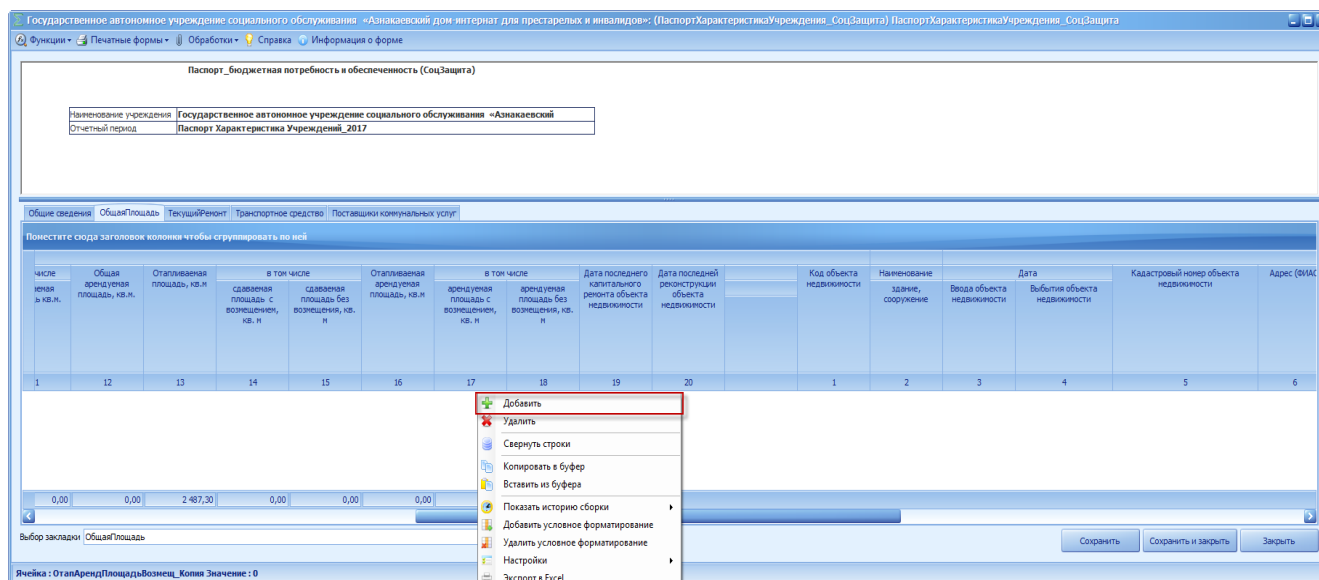 Государственное автономное учреждение социального обслуживания «Азнакаевский дом-интернат для престарелых и инвалидов»: (ПаспортХарактеристикаУчреждения_СоцЗащита) ПаспортХарактеристикаУчреждения_СоцЗащита
Функции Печатные формы Обработки Справка Информация о форме
Паспорт_бюджетная потребность и обеспеченность (СоцЗащита)
Наименование учреждения Государственное автономное учреждение социального обслуживания «Азнакаевский
Отчетный период Паспорт Характеристика Учреждений_2017
Общие сведения ОбщаяПлощадь ТекущийРемонт Транспортное средство Поставщики коммунальных услуг
Поместите сюда заголовок колонки чтобы сгруппировать по ней
числе
кв.м.
Общая арендуемая площадь, кв.м.
Отапливаемая площадь, кв.м
в том числе
сдаваемая площадь с возмещением, кв. м
сдаваемая площадь без возмещения, кв. м
Отапливаемая арендуемая площадь, кв.м
в том числе
арендуемая площадь с возмещением, кв. м
арендуемая площадь без возмещения, кв. м
Дата последнего капитального ремонта объекта недвижимости
Дата последней реконструкции объекта недвижимости
Код объекта недвижимости
Наименование
здание, сооружение
Дата
Ввода объекта недвижимости
Выбытия объекта недвижимости
Кадастровый номер объекта недвижимости
Адрес (ФИАС
1 12 13 14 15 16 17 18 19 20 1 2 3 4 5 6
Добавить
Удалить
Свернуть строки
Копировать в буфер
Вставить из буфера
Показать историю сборки
Добавить условное форматирование
Удалить условное форматирование
Настройки
Экспорт в Excel
0,00 0,00 2 487,30 0,00 0,00 0,00
Выбор закладки ОбщаяПлощадь
Сохранить Сохранить и закрыть Закрыть
Ячейка : ОтапАрендПлощадьВозмещ_Копия Значение : 0